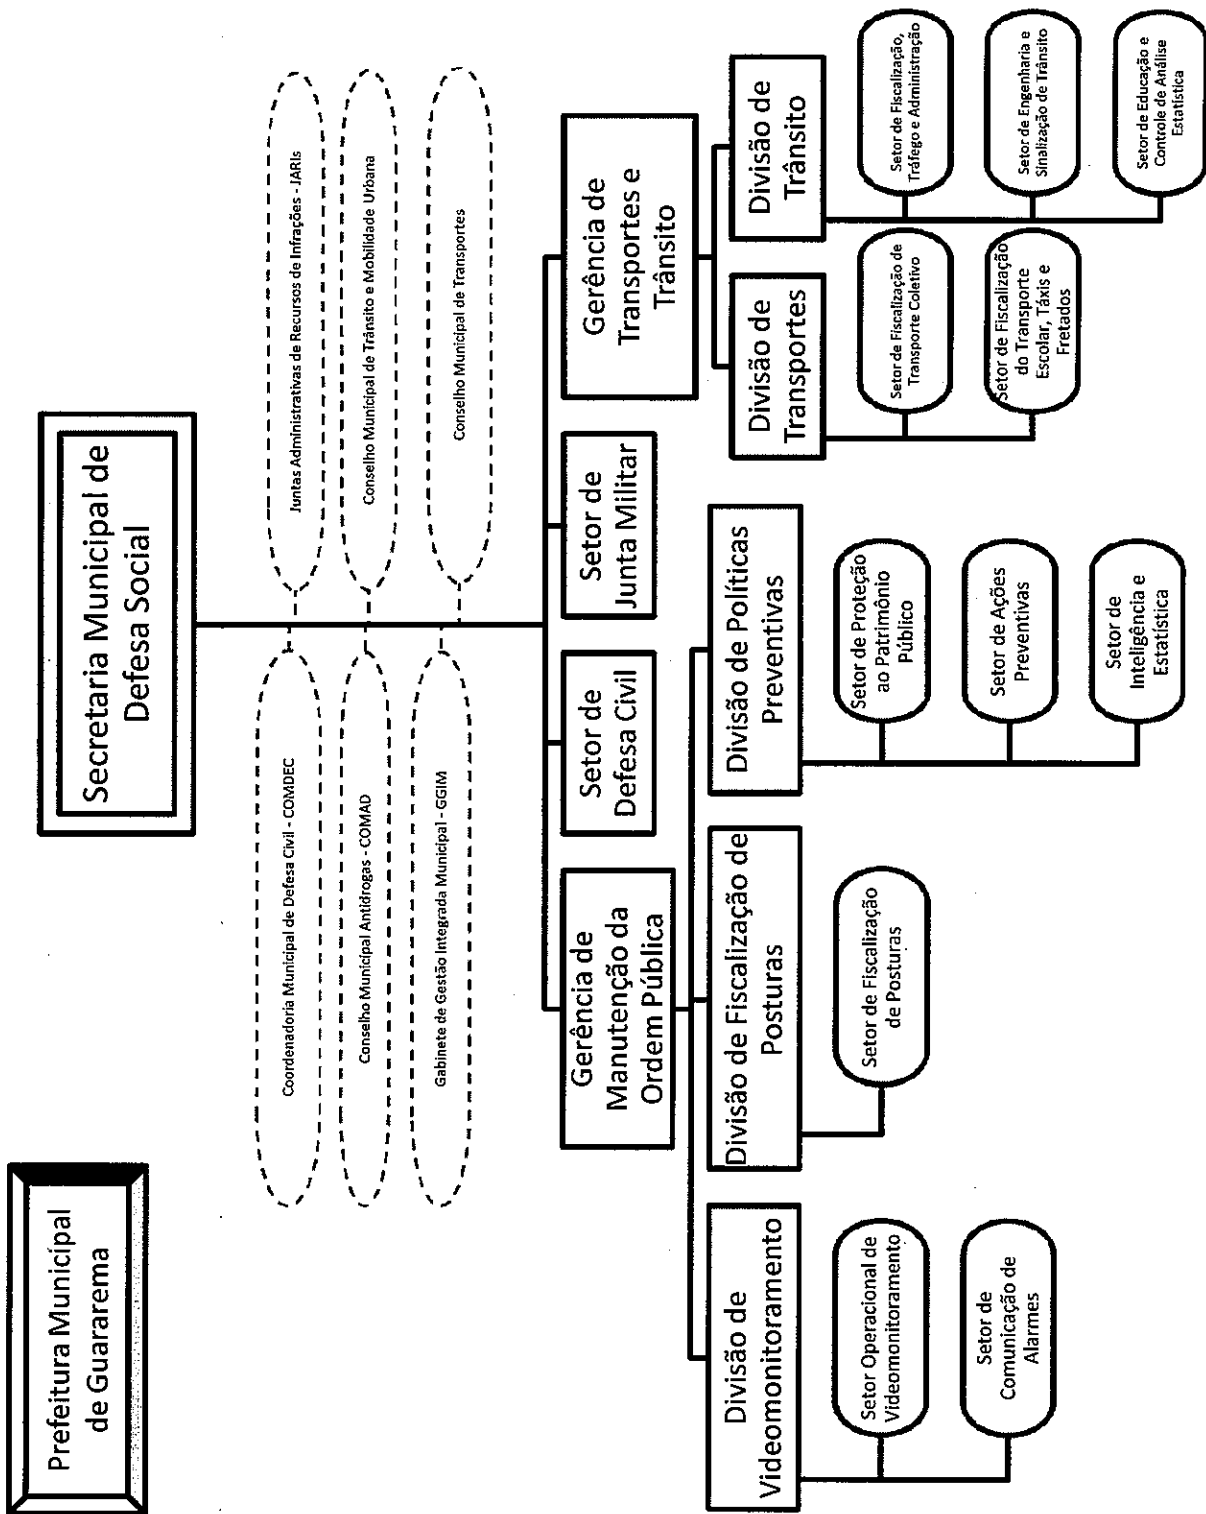 Prefeitura Municipal
de Guararema
Secretaria Municipal de
Defesa Social
Coordenadoria Municipal de Defesa Civil - COMDEC
Juntas Administrativas de Recursos de Infrações - JARIs
Conselho Municipal Antidrogas - COMAD
Conselho Municipal de Trânsito e Mobilidade Urbana
Gabinete de Gestão Integrada Municipal - GGIM
Conselho Municipal de Transportes
Gerência de
Manutenção da
Ordem Pública
Setor de
Defesa Civil
Setor de
Junta Militar
Gerência de
Transportes e
Trânsito
Divisão de
Videomonitoramento
Setor Operacional de
Videomonitoramento
Setor de
Comunicação de
Alarmes
Divisão de Fiscalização de
Posturas
Setor de Fiscalização
de Posturas
Divisão de Políticas
Preventivas
Setor de Proteção
ao Patrimônio
Público
Setor de Ações
Preventivas
Setor de
Inteligência e
Estatística
Divisão de
Transportes
Setor de Fiscalização de
Transporte Coletivo
Setor de Fiscalização
do Transporte
Escolar, Táxis e
Fretados
Divisão de
Trânsito
Setor de Fiscalização,
Tráfego e Administração
Setor de Engenharia e
Sinalização de Trânsito
Setor de Educação e
Controle de Análise
Estatística